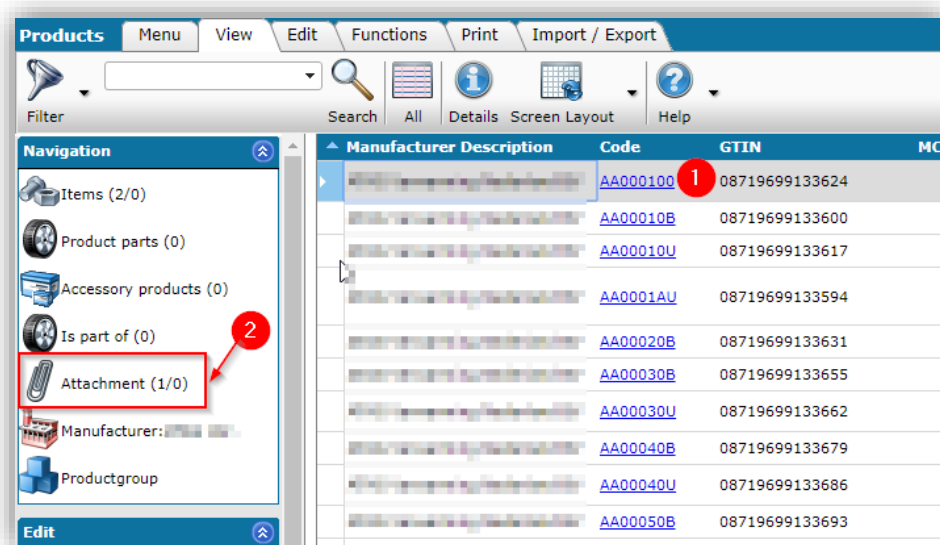 Products Menu View Edit Functions Print Import / Export
Filter Search All Details Screen Layout Help
Navigation
Items (2/0)
Product parts (0)
Accessory products (0)
Is part of (0)
2
Attachment (1/0)
Manufacturer:
Productgroup
Edit
Manufacturer Description Code GTIN MC
AA000100 1 08719699133624
AA00010B 08719699133600
AA00010U 08719699133617
AA0001AU 08719699133594
AA00020B 08719699133631
AA00030B 08719699133655
AA00030U 08719699133662
AA00040B 08719699133679
AA00040U 08719699133686
AA00050B 08719699133693